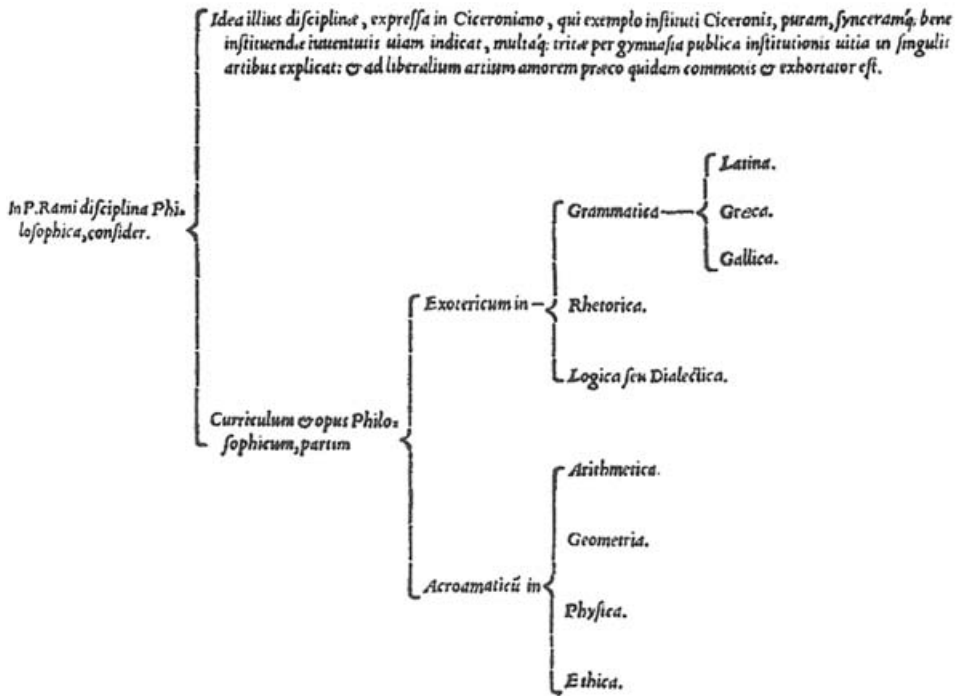 Idea illius diſciplinæ, expreſſa in Ciceroniano, qui exemplo inſtituti Ciceronis, puram, ſynceramq́; bene
inſtituendæ iuuentutis uiam indicat, multaq́; tritæ per gymnaſia publica inſtitutionis uitia in ſingulis
artibus explicat: & ad liberalium artium amorem præco quidam communis & exhortator eſt.
In P. Rami diſciplina Phi-
loſophica, conſider.
Curriculum & opus Philo-
ſophicum, partim
Exotericum in
Grammatica
Latina.
Greca.
Gallica.
Rhetorica.
Logica ſeu Dialectica.
Acroamaticū in
Arithmetica.
Geometria.
Phyſica.
Ethica.